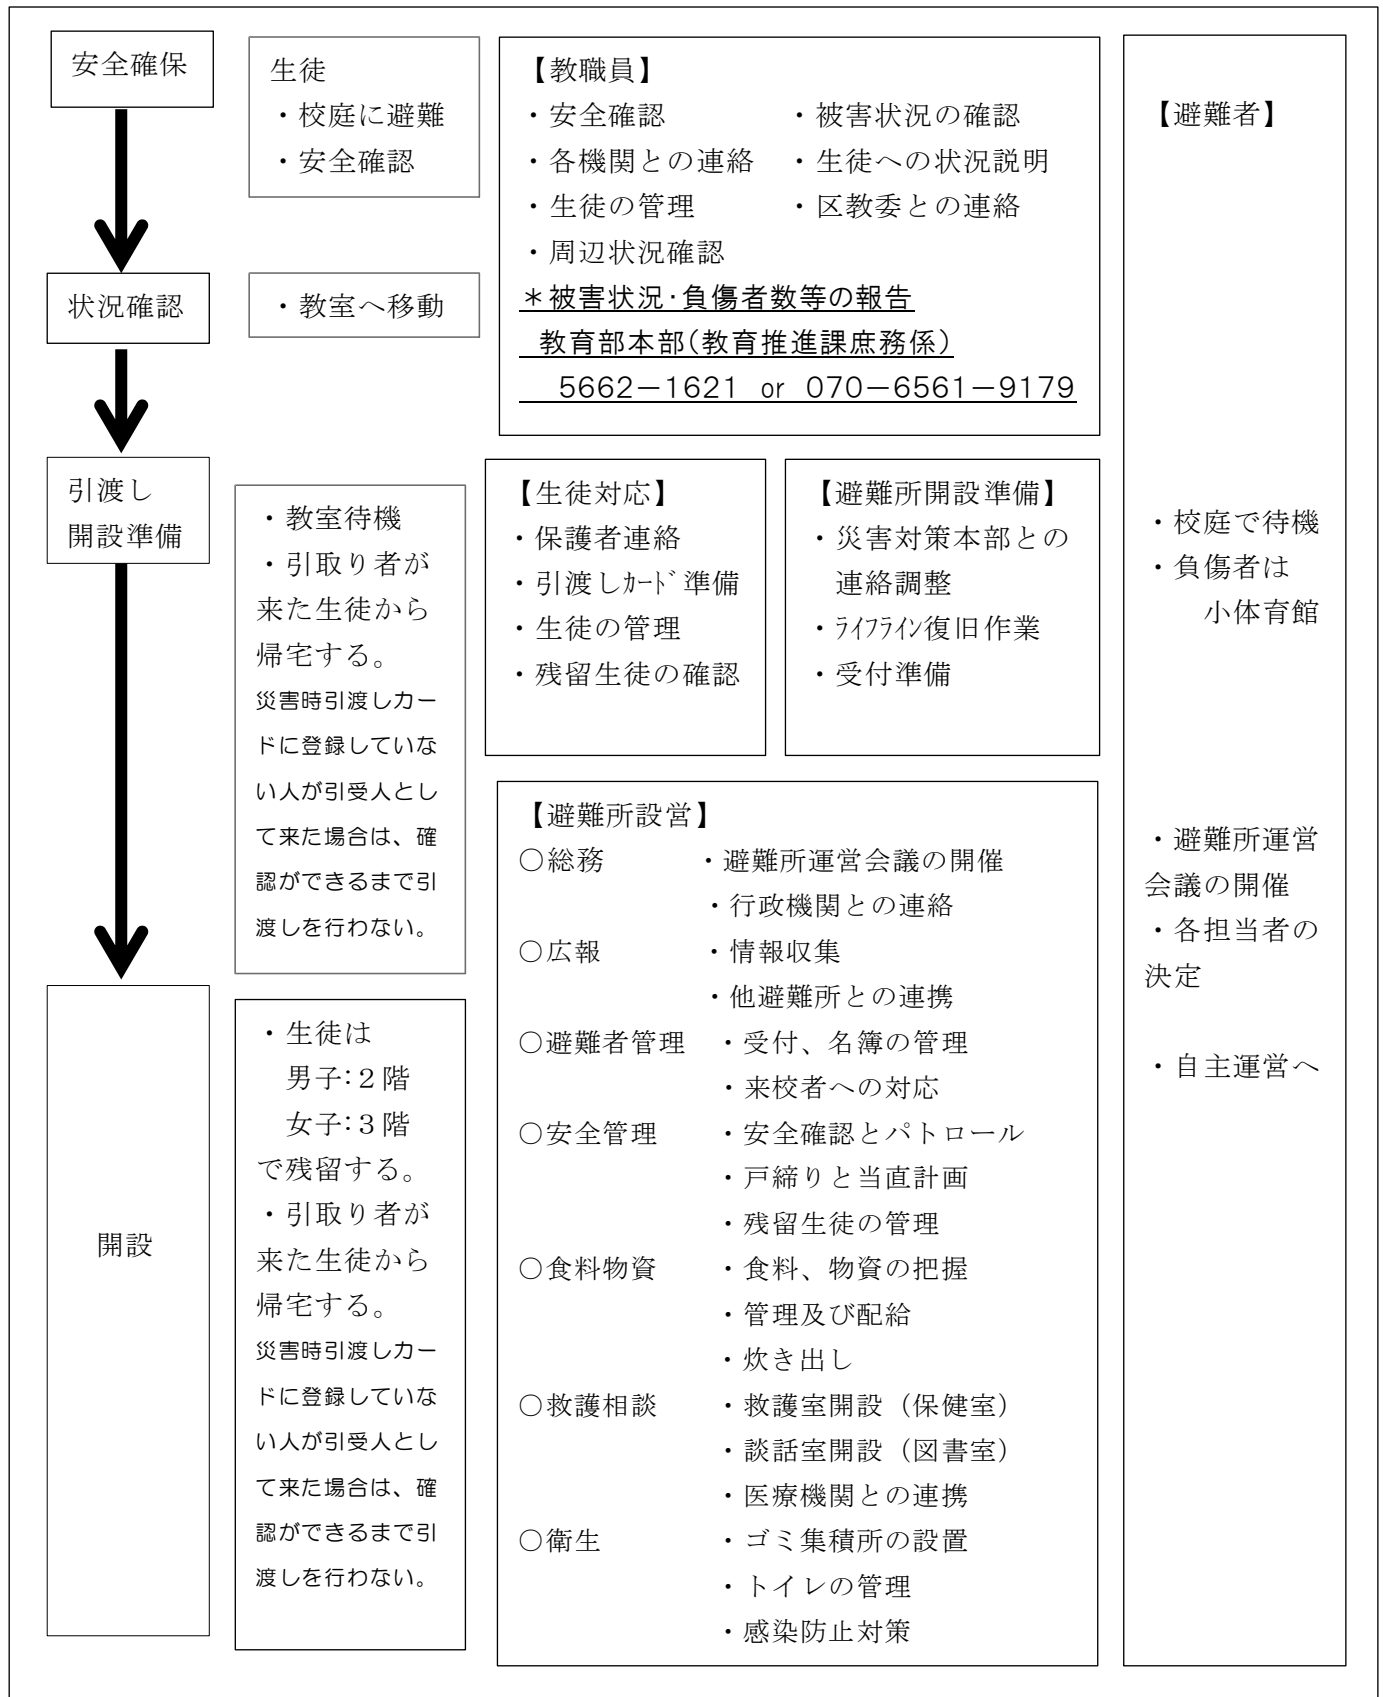 安全確保
生徒
・校庭に避難
・安全確認
【教職員】
・安全確認　・被害状況の確認
・各機関との連絡　・生徒への状況説明
・生徒の管理　・区教委との連絡
・周辺状況確認
＊被害状況・負傷者数等の報告
教育部本部（教育推進課庶務係）
5662－1621 or 070－6561－9179
【避難者】
状況確認
・教室へ移動
引渡し
開設準備
・教室待機
・引取り者が
来た生徒から
帰宅する。
災害時引渡しカー
ドに登録していな
い人が引受人とし
て来た場合は、確
認ができるまで引
渡しを行わない。
【生徒対応】
・保護者連絡
・引渡しｶｰﾄﾞ準備
・生徒の管理
・残留生徒の確認
【避難所開設準備】
・災害対策本部との
連絡調整
・ﾗｲﾌﾗｲﾝ復旧作業
・受付準備
・校庭で待機
・負傷者は
小体育館
開設
・生徒は
男子：２階
女子：３階
で残留する。
・引取り者が
来た生徒から
帰宅する。
災害時引渡しカー
ドに登録していな
い人が引受人とし
て来た場合は、確
認ができるまで引
渡しを行わない。
【避難所設営】
○総務　・避難所運営会議の開催
・行政機関との連絡
○広報　・情報収集
・他避難所との連携
○避難者管理　・受付、名簿の管理
・来校者への対応
○安全管理　・安全確認とパトロール
・戸締りと当直計画
・残留生徒の管理
○食料物資　・食料、物資の把握
・管理及び配給
・炊き出し
○救護相談　・救護室開設（保健室）
・談話室開設（図書室）
・医療機関との連携
○衛生　・ゴミ集積所の設置
・トイレの管理
・感染防止対策
・避難所運営
会議の開催
・各担当者の
決定
・自主運営へ